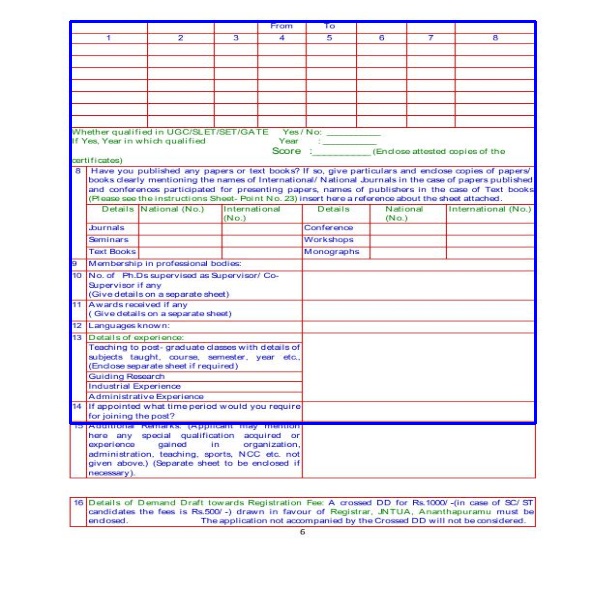 From To
1 2 3 4 5 6 7 8
Whether qualified in UGC/SLET/SET/GATE Yes / No: __________
If Yes, Year in which qualified Year : __________
Score :__________ (Enclose attested copies of the
certificates)
8 Have you published any papers or text books? If so, give particulars and enclose copies of papers/
books clearly mentioning the names of International/ National Journals in the case of papers published
and conferences participated for presenting papers, names of publishers in the case of Text books
(Please see the instructions Sheet- Point No. 23) insert here a reference about the sheet attached.
Details National (No.) International (No.) Details National (No.) International (No.)
Journals Conference
Seminars Workshops
Text Books Monographs
9 Membership in professional bodies:
10 No. of Ph.Ds supervised as Supervisor/ Co-
Supervisor if any
(Give details on a separate sheet)
11 Awards received if any
( Give details on a separate sheet)
12 Languages known:
13 Details of experience:
Teaching to post- graduate classes with details of
subjects taught, course, semester, year etc.,
(Enclose separate sheet if required)
Guiding Research
Industrial Experience
Administrative Experience
14 If appointed what time period would you require
for joining the post?
15 Additional Remarks: (Applicant may mention
here any special qualification acquired or
experience gained in organization,
administration, teaching, sports, NCC etc. not
given above.) (Separate sheet to be enclosed if
necessary).
16 Details of Demand Draft towards Registration Fee: A crossed DD for Rs.1000/ -(in case of SC/ ST
candidates the fees is Rs.500/ -) drawn in favour of Registrar, JNTUA, Ananthapuramu must be
enclosed. The application not accompanied by the Crossed DD will not be considered.
6